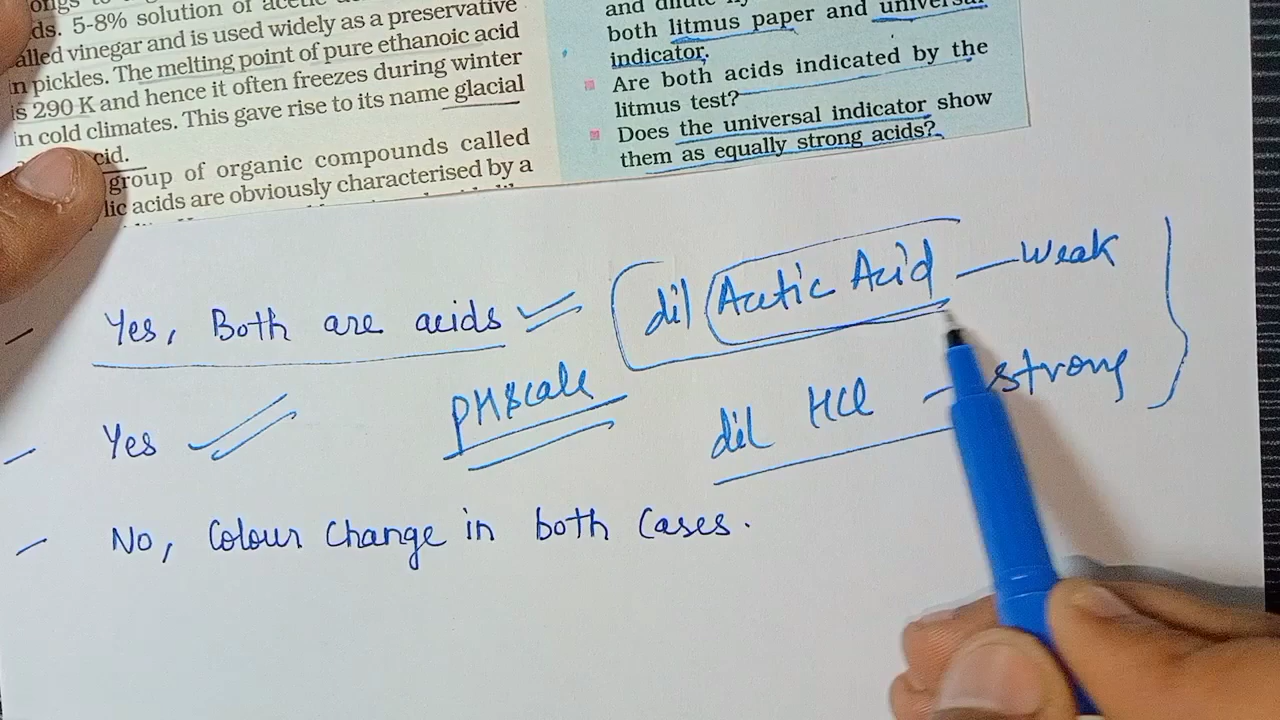 ds. 5-8% solution of acetic
alled vinegar and is used widely as a preservative
in pickles. The melting point of pure ethanoic acid
is 290 K and hence it often freezes during winter
in cold climates. This gave rise to its name glacial
cid.
group of organic compounds called
lic acids are obviously characterised by a
and dilute
both litmus paper and universal
indicator.
Are both acids indicated by the
litmus test?
Does the universal indicator show
them as equally strong acids?
Yes, Both are acids
dil Acetic Acid — Weak
Yes
PH scale
dil HCl — strong
No, Colour Change in both Cases.